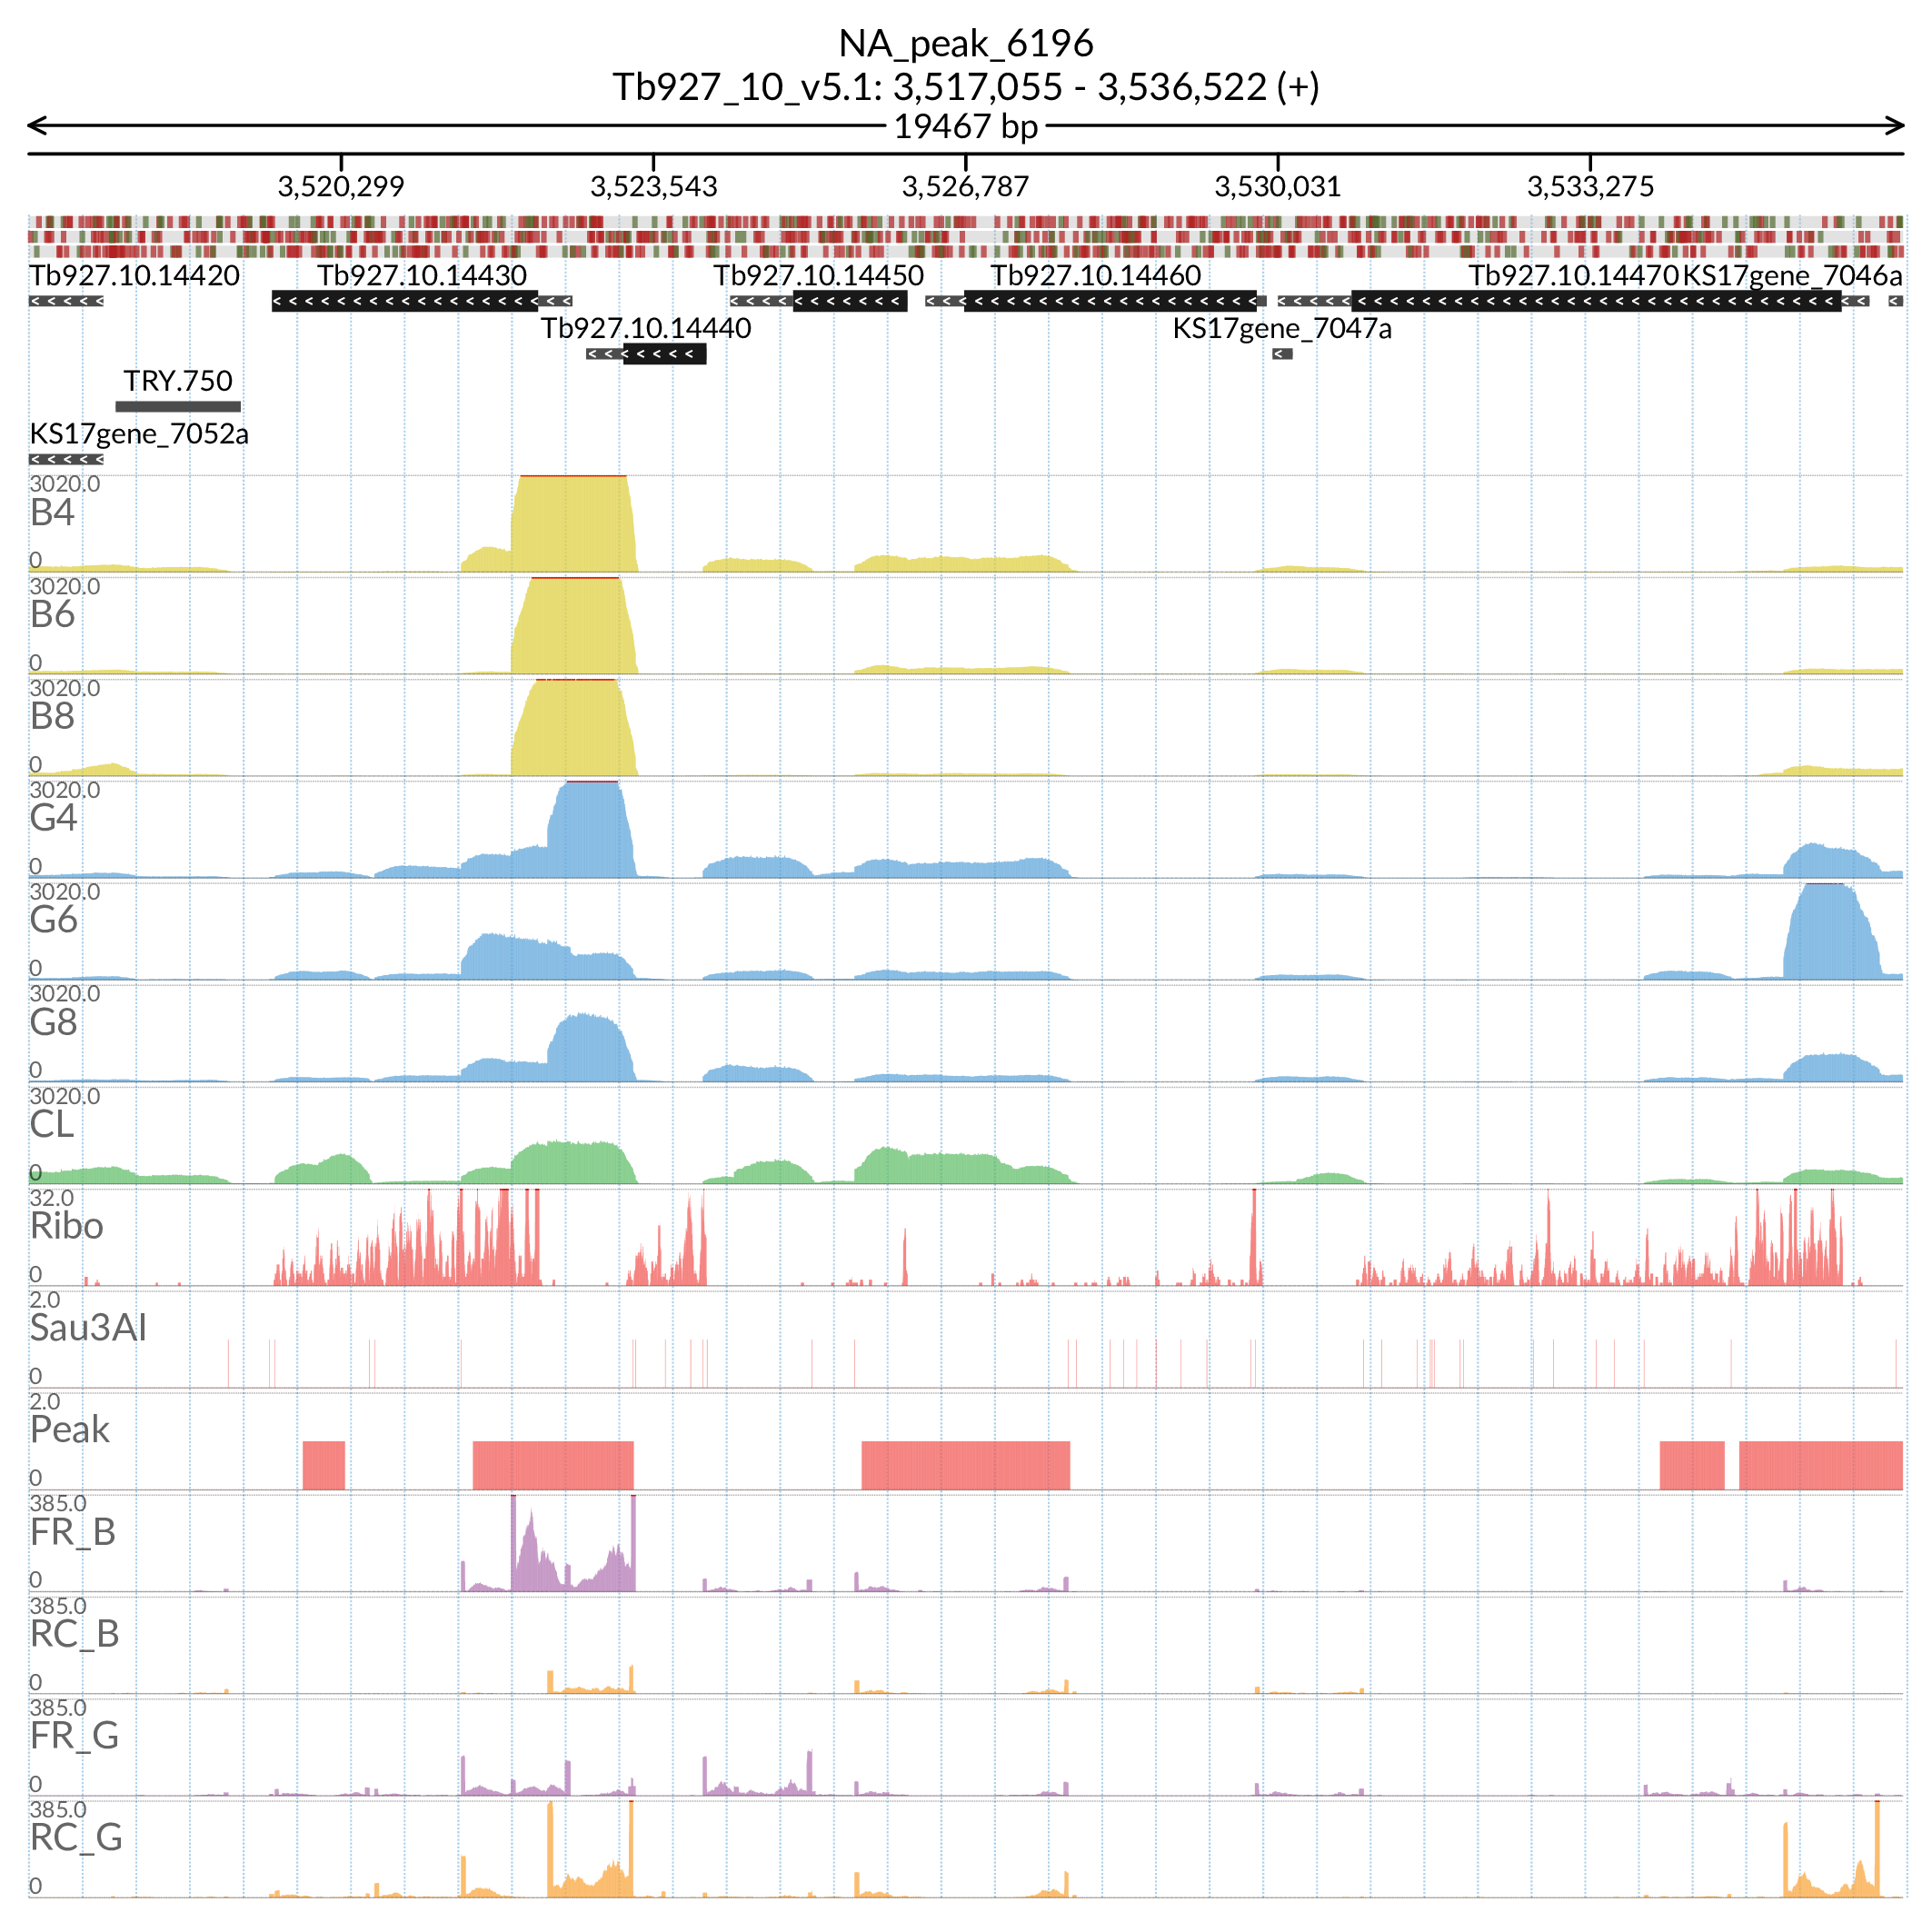 NA_peak_6196
Tb927_10_v5.1: 3,517,055 - 3,536,522 (+)
19467 bp
3,520,299 3,523,543 3,526,787 3,530,031 3,533,275
Tb927.10.14420 Tb927.10.14430 Tb927.10.14450 Tb927.10.14460 Tb927.10.14470 KS17gene_7046a
Tb927.10.14440 KS17gene_7047a
TRY.750
KS17gene_7052a
3020.0
B4
0
3020.0
B6
0
3020.0
B8
0
3020.0
G4
0
3020.0
G6
0
3020.0
G8
0
3020.0
CL
0
32.0
Ribo
0
2.0
Sau3AI
0
2.0
Peak
0
385.0
FR_B
0
385.0
RC_B
0
385.0
FR_G
0
385.0
RC_G
0